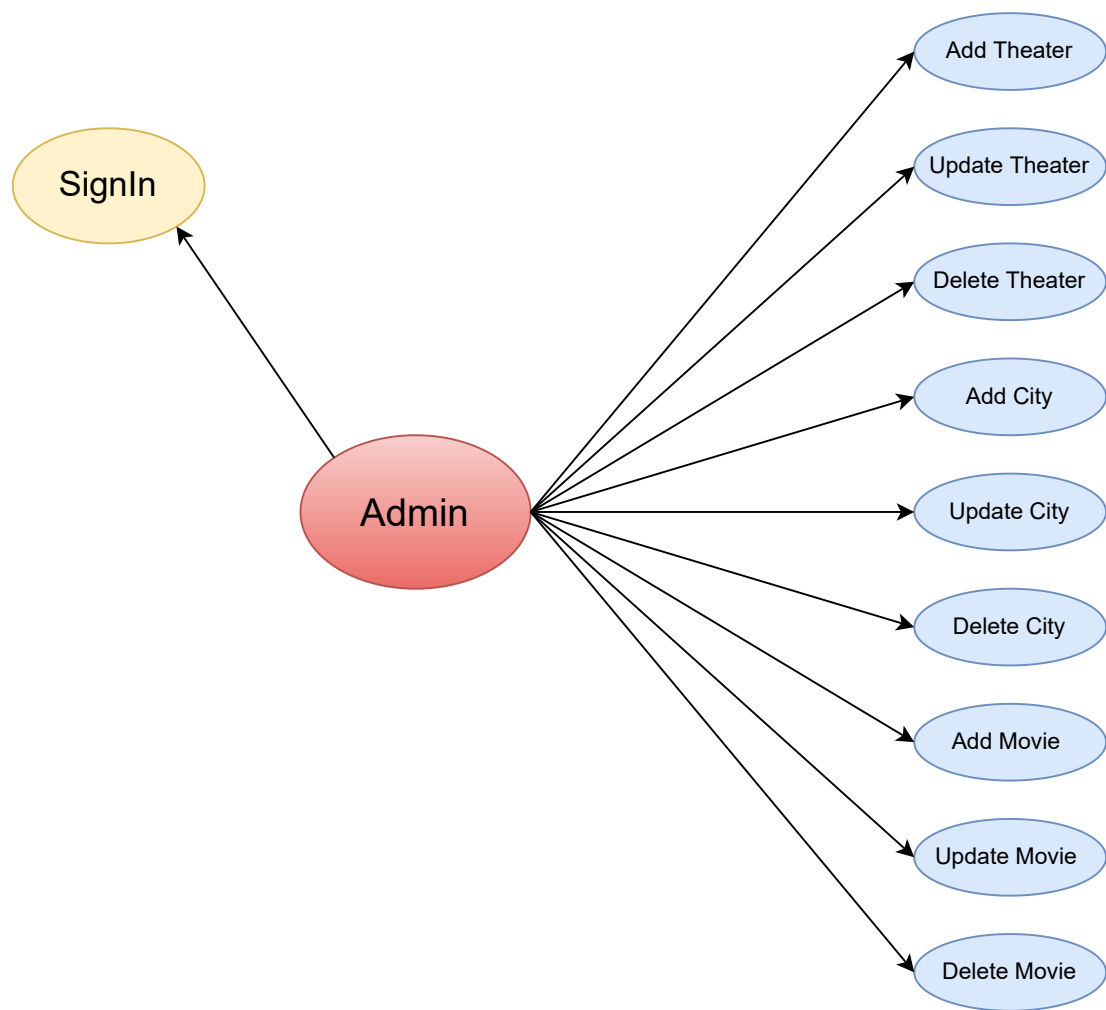 SignIn
Admin
Add Theater
Update Theater
Delete Theater
Add City
Update City
Delete City
Add Movie
Update Movie
Delete Movie